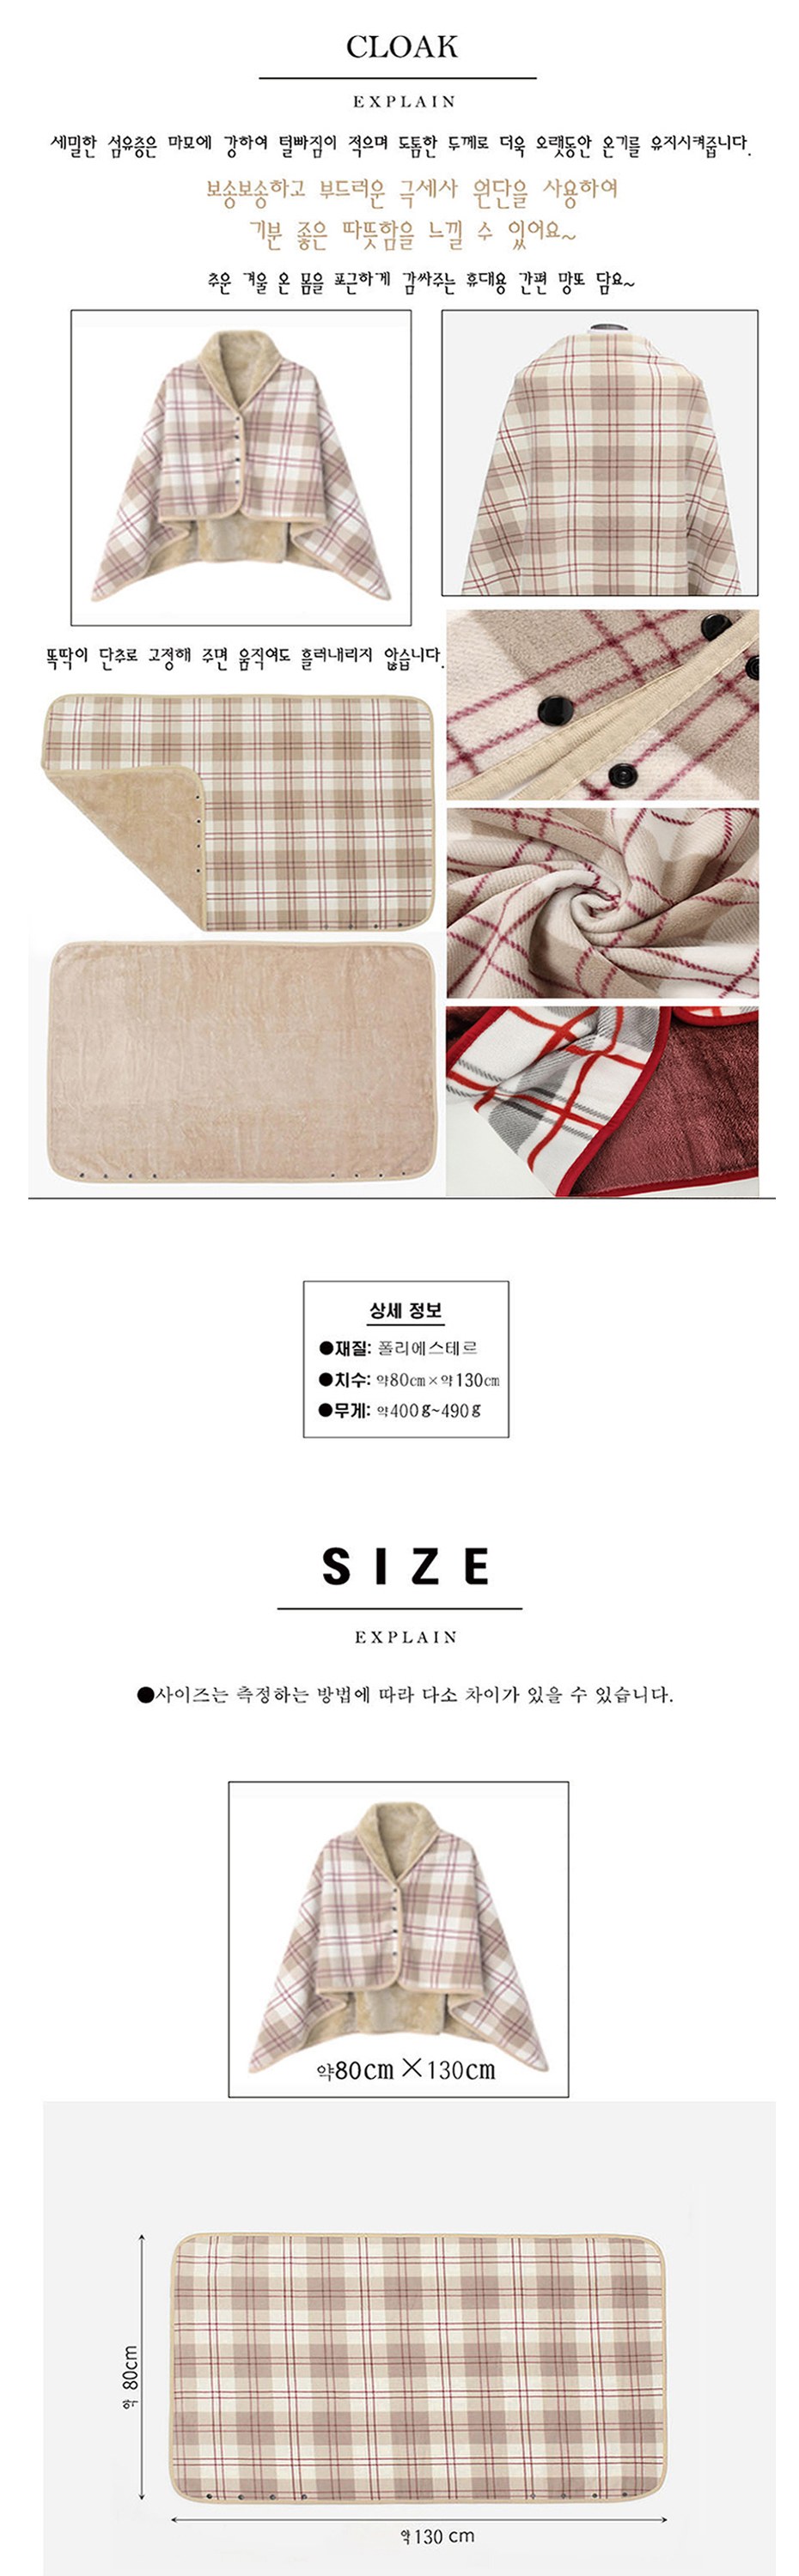 CLOAK
EXPLAIN
세밀한 섬유층은 마모에 강하여 털빠짐이 적으며 도톰한 두께로 더욱 오랫동안 온기를 유지시켜줍니다.
보송보송하고 부드러운 극세사 원단을 사용하여
기분 좋은 따뜻함을 느낄 수 있어요~
추운 겨울 온 몸을 포근하게 감싸주는 휴대용 간편 망또 담요~
똑딱이 단추로 고정해 주면 움직여도 흘러내리지 않습니다.
상세 정보
●재질: 폴리에스테르
●치수: 약80cm×약130cm
●무게: 약400g~490g
SIZE
EXPLAIN
●사이즈는 측정하는 방법에 따라 다소 차이가 있을 수 있습니다.
약80cm×130cm
약 80cm
약130 cm